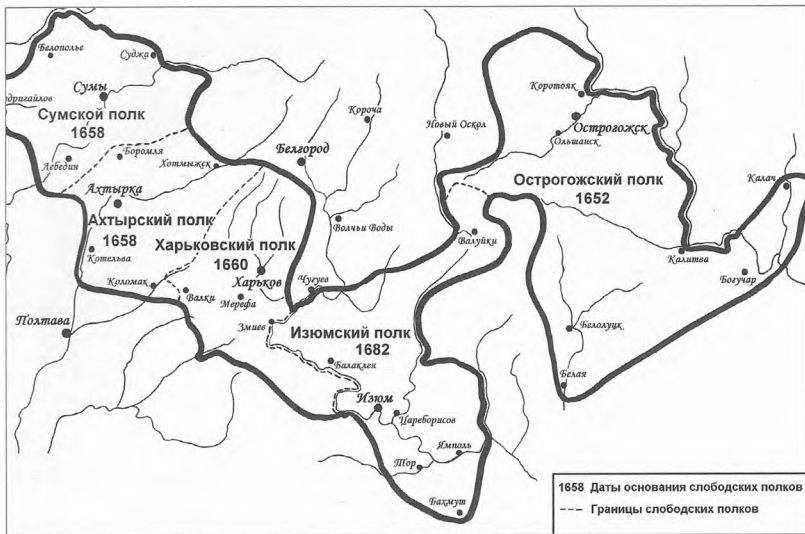 Белополье
Суджа
Сумы
Сумской полк
1658
Лебедин
Боромля
Хотмыжск
Ахтырка
Ахтырский полк
1658
Котельва
Коломак
Полтава
Харьковский полк
1660
Харьков
Валки
Мерефа
Чугуев
Змиев
Белгород
Короча
Волчьи Воды
Новый Оскол
Валуйки
Коротояк
Острогожск
Ольшанск
Острогожский полк
1652
Калач
Калитва
Богучар
Белолуцк
Белая
Изюмский полк
1682
Балаклея
Изюм
Цареборисов
Ямполь
Тор
Бахмут
1658 Даты основания слободских полков
Границы слободских полков